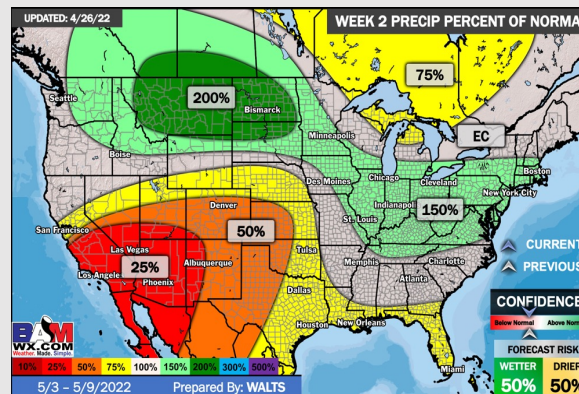 UPDATED: 4/26/22
WEEK 2 PRECIP PERCENT OF NORMA
75%
Seattle
200%
Bismarck
Minneapolis
EC
Boise
Boston
Chicago
Cleveland
Des Moines
New York City
Indianapol
150%
Denver
St. Louis
San Francisco
50%
Las Vegas
Tulsa
CURRENT
Charlotte
Memphis
25%
Albuquerque
PREVIOUS
Los Angeles
Atlanta
Phoenix
Dallas
CONFIDENCE
Houston
New Orleans
Below Normal
Above Norm
BAM
WX.COM
Weather. Made. Simple.
FORECAST RISK
Miami
WETTER
DRIER
10% 25% 50% 75% 100% 150% 200% 300% 500%
50%
50%
5/3 – 5/9/2022
Prepared By: WALTS